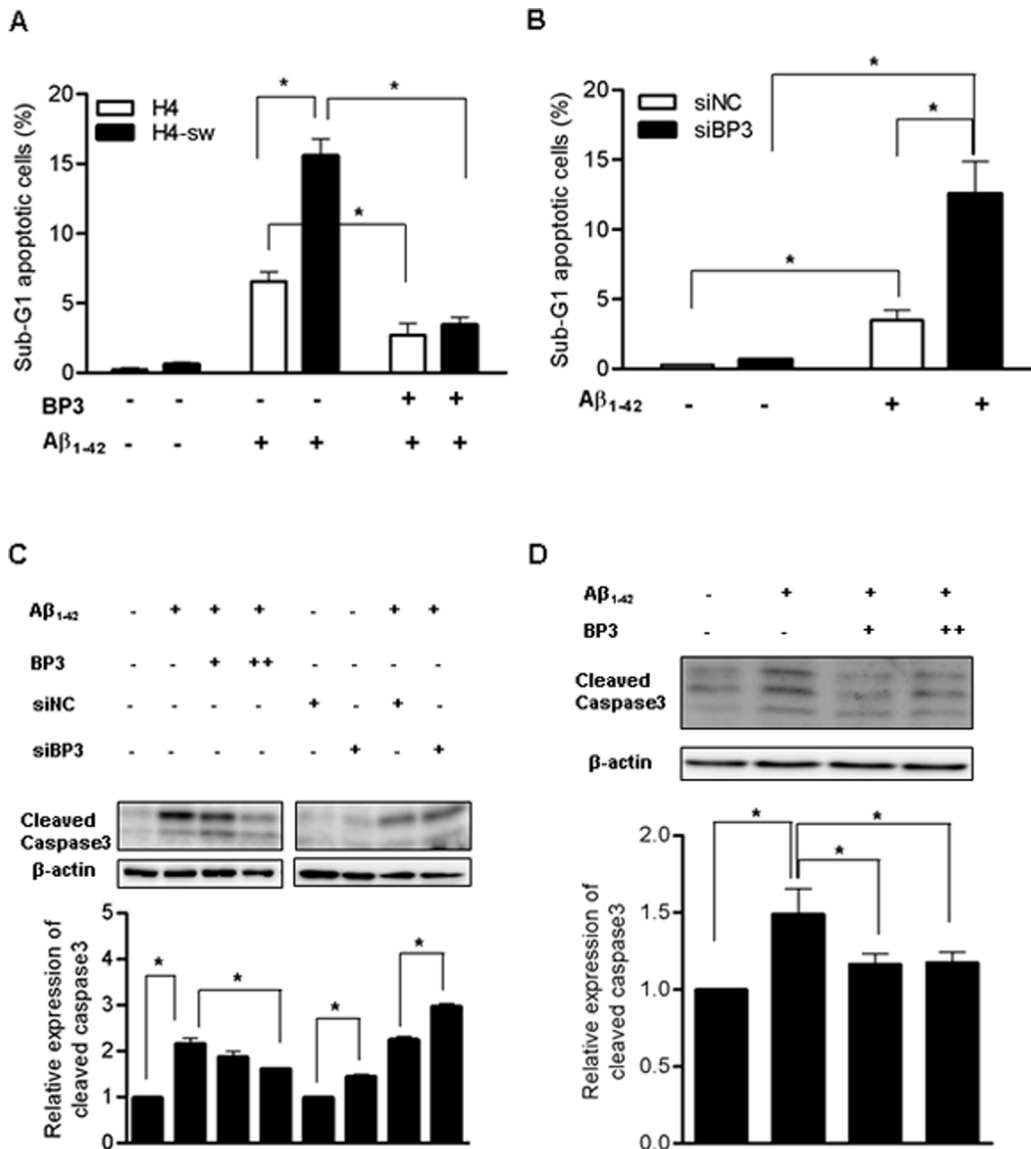 A
Sub-G1 apoptotic cells (%)
20
15
10
5
0
H4
H4-sw
*
*
*
BP3 - - - - + +
Aβ1-42 - - + + + +
B
Sub-G1 apoptotic cells (%)
20
15
10
5
0
siNC
siBP3
*
*
*
Aβ1-42 - - + +
C
Aβ1-42 - + + + - - + +
BP3 - - + ++ - - - -
siNC - - - - + - + -
siBP3 - - - - - + - +
Cleaved
Caspase3
β-actin
Relative expression of
cleaved caspase3
5
4
3
2
1
0
*
*
*
*
D
Aβ1-42 - + + +
BP3 - - + ++
Cleaved
Caspase3
β-actin
Relative expression of
cleaved caspase3
2.0
1.5
1.0
0.5
0.0
*
*
*